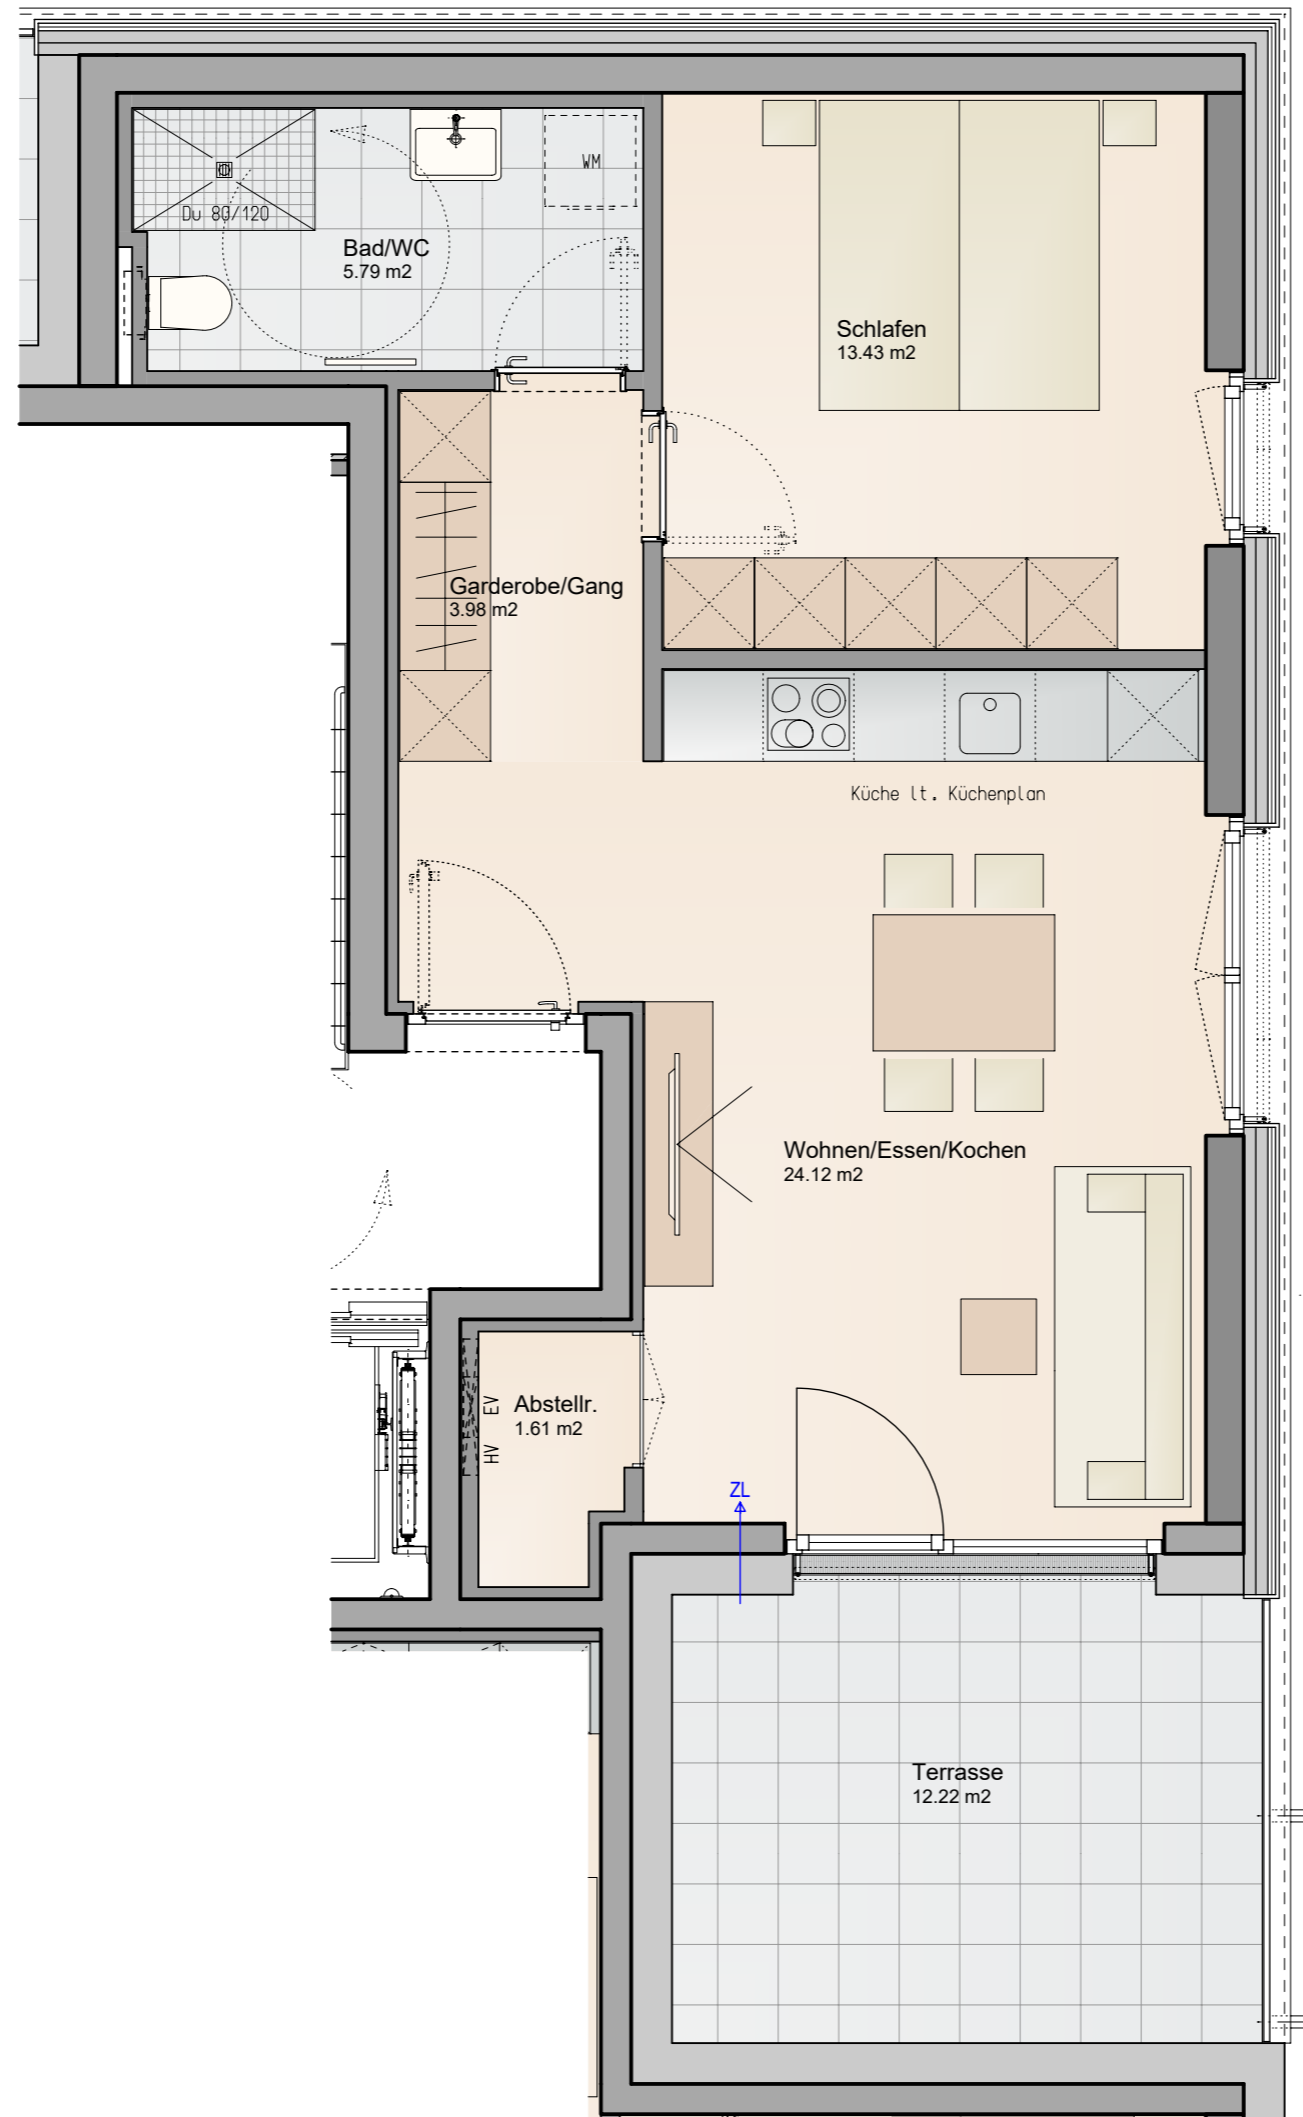 WM
Du 80/120
Bad/WC
5.79 m2
Schlafen
13.43 m2
Garderobe/Gang
3.98 m2
Küche lt. Küchenplan
Wohnen/Essen/Kochen
24.12 m2
EV
HV
Abstellr.
1.61 m2
ZL
Terrasse
12.22 m2